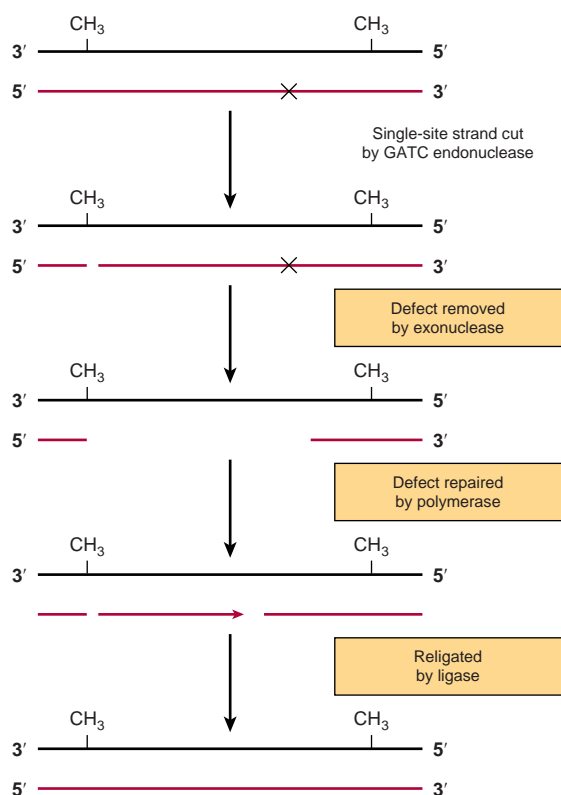 CH₃ CH₃
3′ 5′
5′ 3′
Single-site strand cut
by GATC endonuclease
CH₃ CH₃
3′ 5′
5′ 3′
Defect removed
by exonuclease
CH₃ CH₃
3′ 5′
5′ 3′
Defect repaired
by polymerase
CH₃ CH₃
3′ 5′
Religated
by ligase
CH₃ CH₃
3′ 5′
5′ 3′